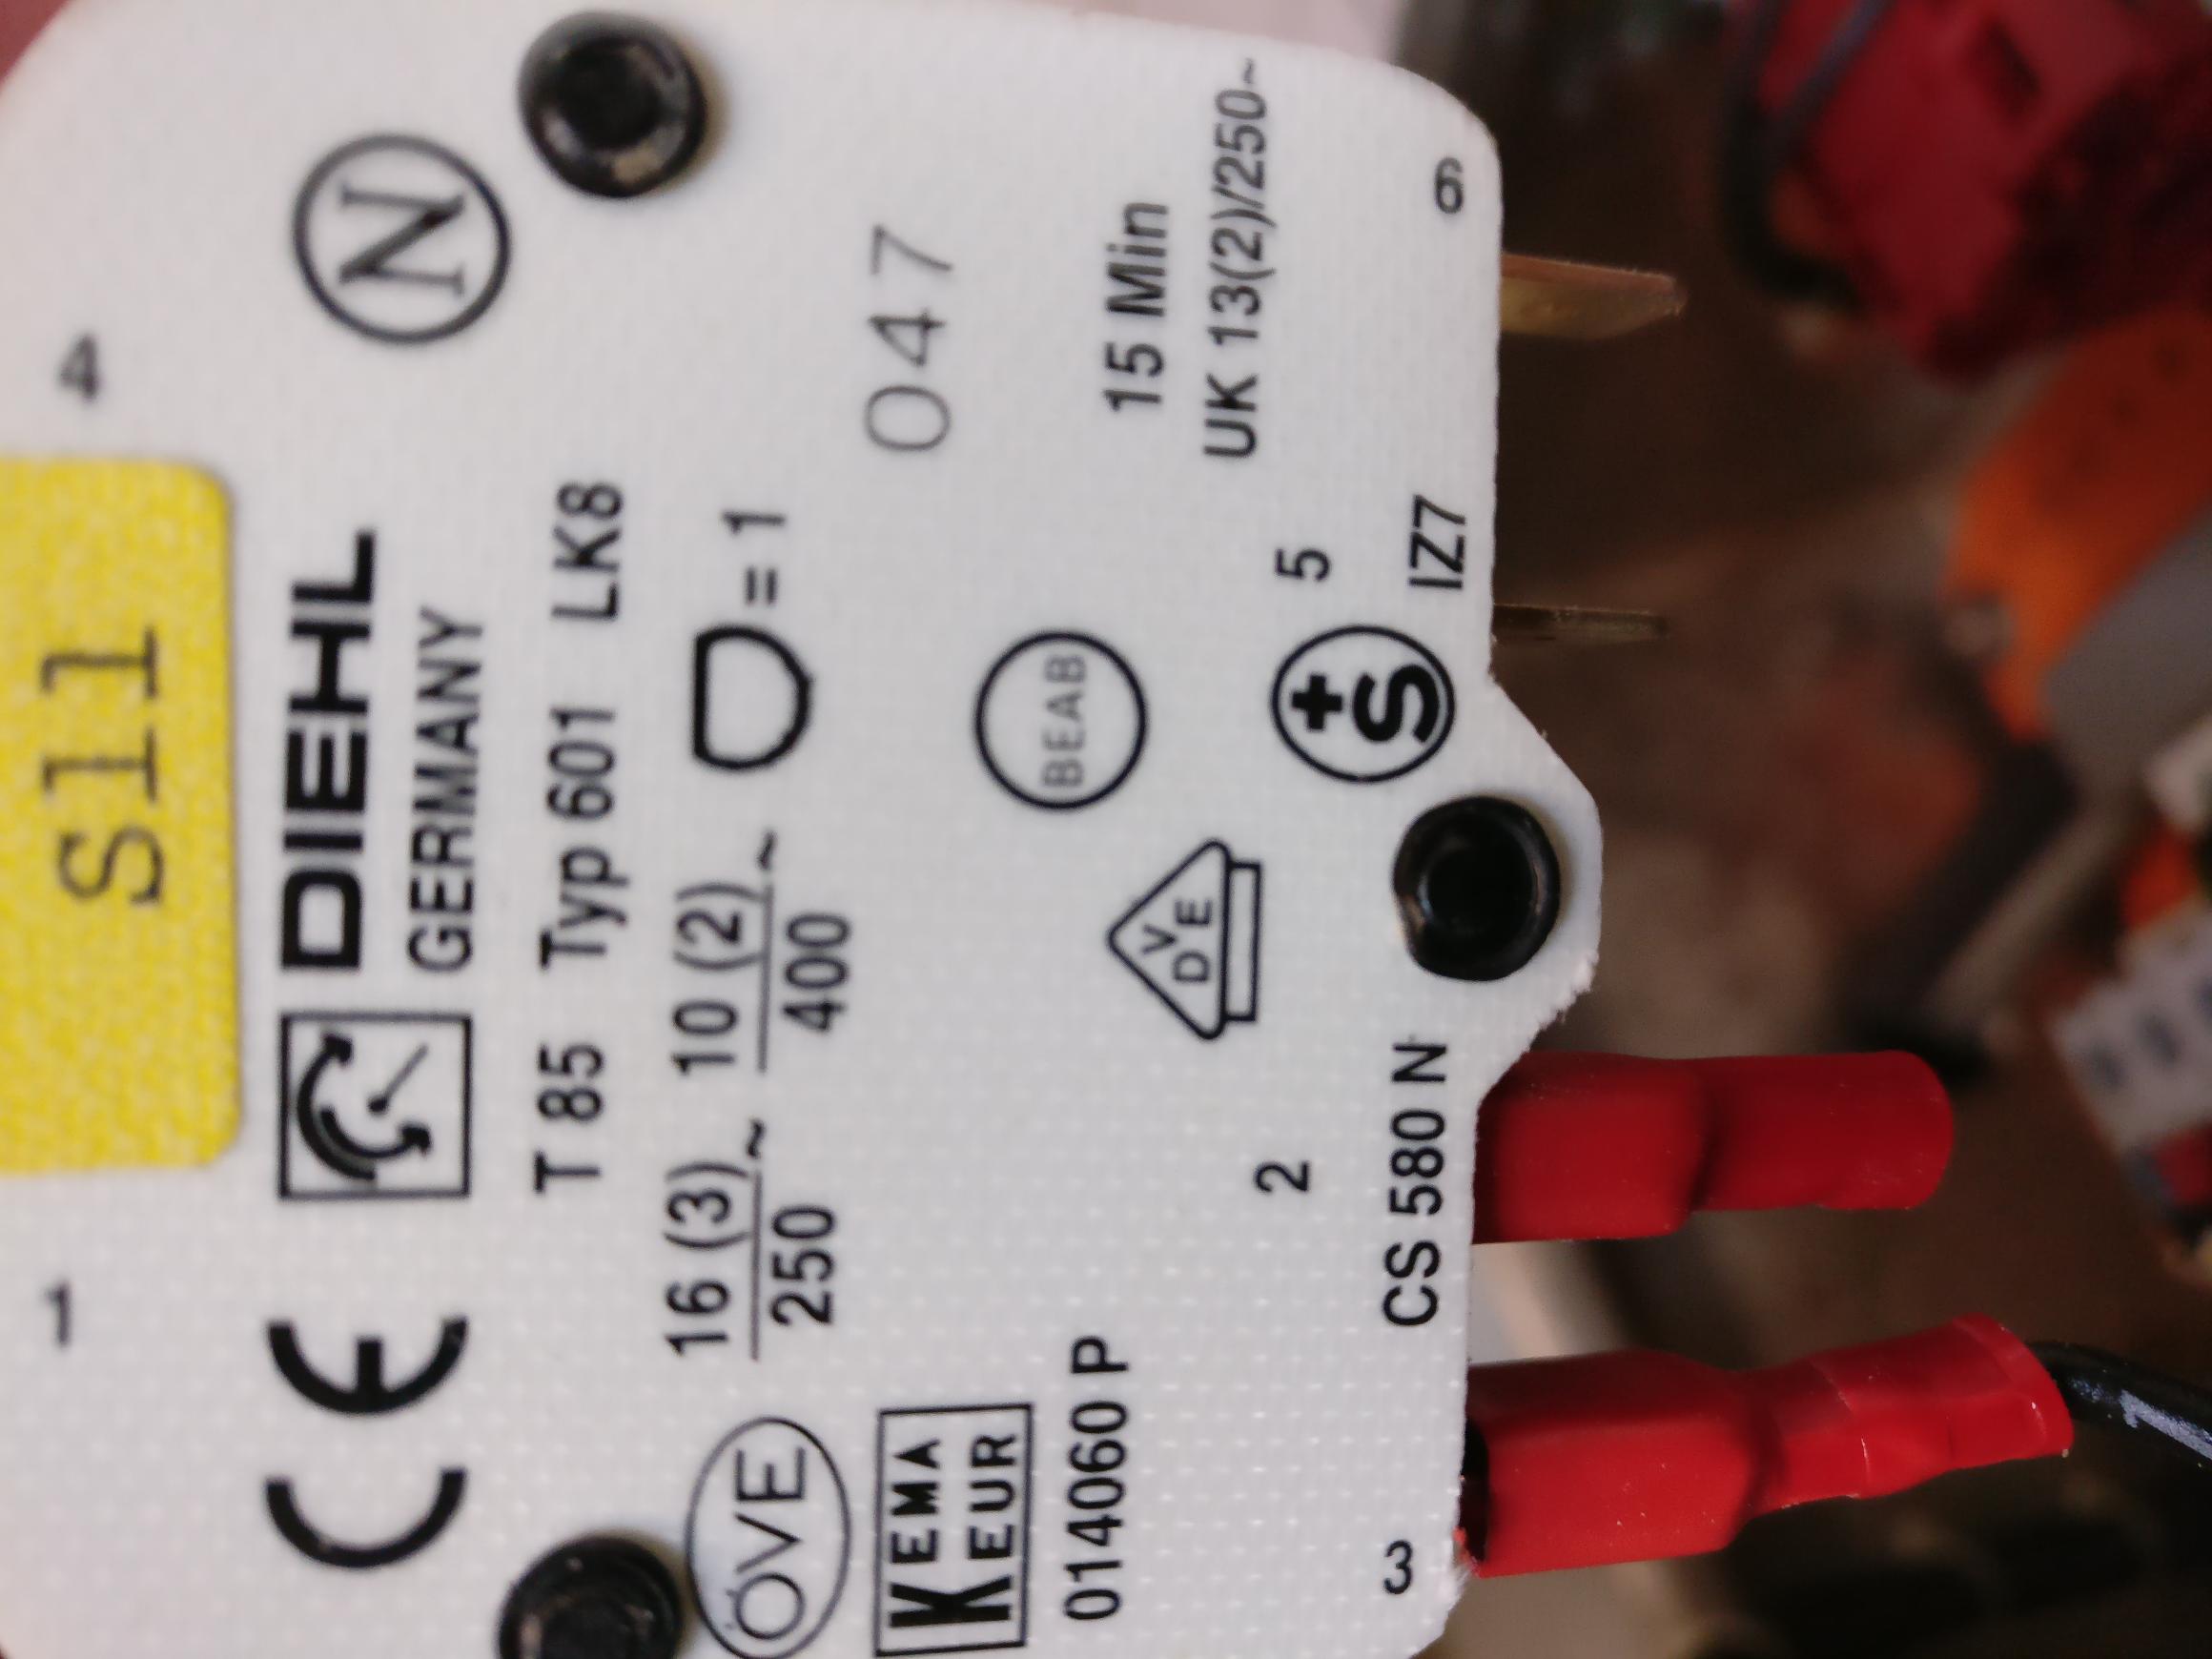 S11
1
4
CE
DIEHL
GERMANY
N
T 85 Typ 601 LK8
16 (3) 10 (2)
250~ 400~
= 1
ÖVE
KEMA
KEUR
047
BEAB
014060 P
VDE
15 Min
UK 13(2)/250~
2
+S
5
3
CS 580 N
IZ7
6